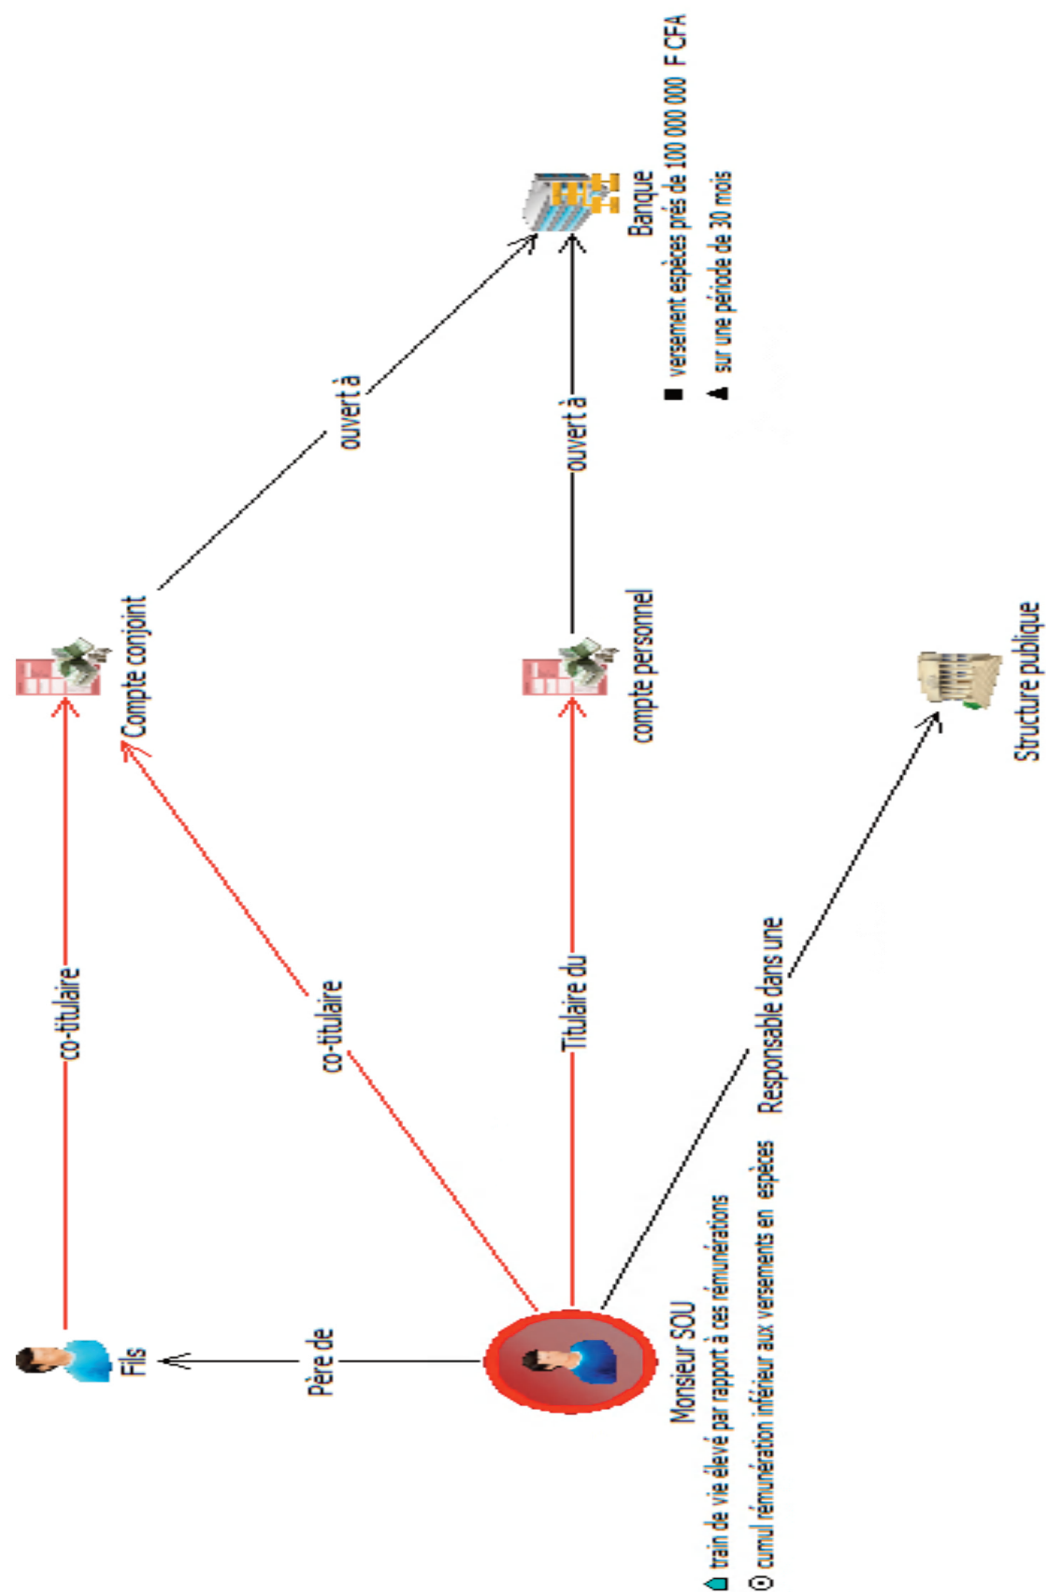 Fils
co-titulaire
Compte conjoint
Père de
co-titulaire
ouvert à
Monsieur SOU
train de vie élevé par rapport à ces rémunérations
cumul rémunération inférieur aux versements en espèces
Titulaire du
compte personnel
ouvert à
Banque
versement espèces prés de 100 000 000 F CFA
sur une période de 30 mois
Responsable dans une
Structure publique